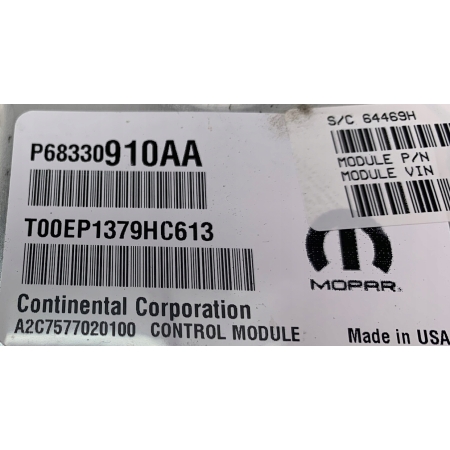 S/C 64469H
MODULE P/N
MODULE VIN
P68330910AA
T00EP1379HC613
MOPAR
Continental Corporation
A2C7577020100 CONTROL MODULE
Made in USA